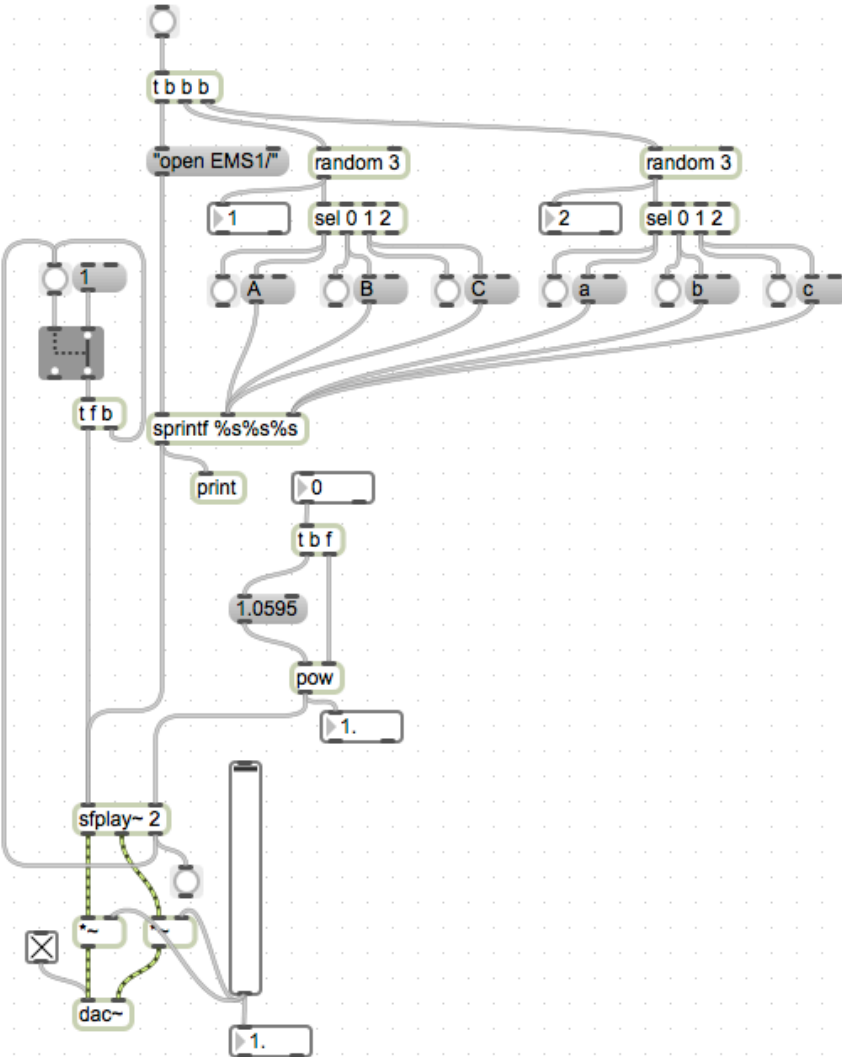 t b b b
"open EMS1/"
random 3
random 3
1
sel 0 1 2
2
sel 0 1 2
1
A
B
C
a
b
c
t f b
sprintf %s%s%s
print
0
t b f
1.0595
pow
1.
sfplay~ 2
*~
*~
dac~
1.